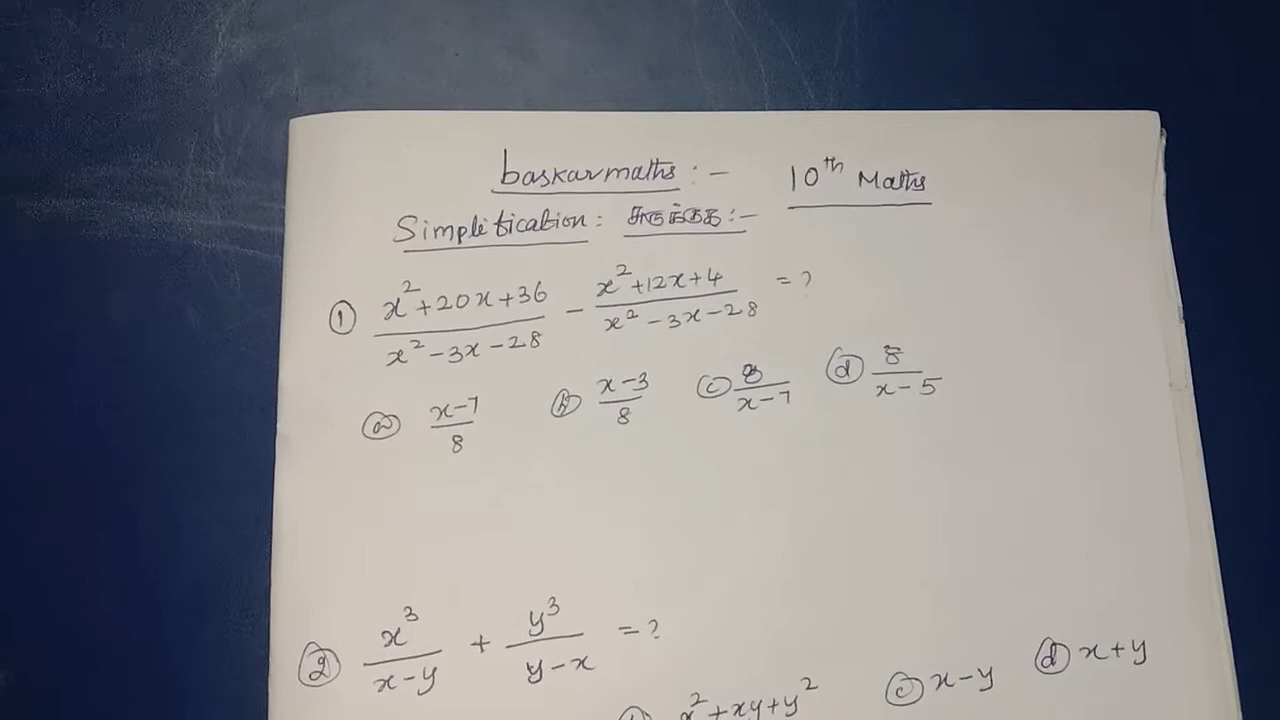 baskarmaths :- 10th Maths
Simplification: சுருக்குக :-
① (x² + 20x + 36)/(x² - 3x - 28) - (x² + 12x + 4)/(x² - 3x - 28) = ?
ⓐ (x-7)/8 ⓑ (x-3)/8 ⓒ 8/(x-7) ⓓ 8/(x-5)
② x³/(x-y) + y³/(y-x) = ?
x² + xy + y² ⓒ x-y ⓓ x+y